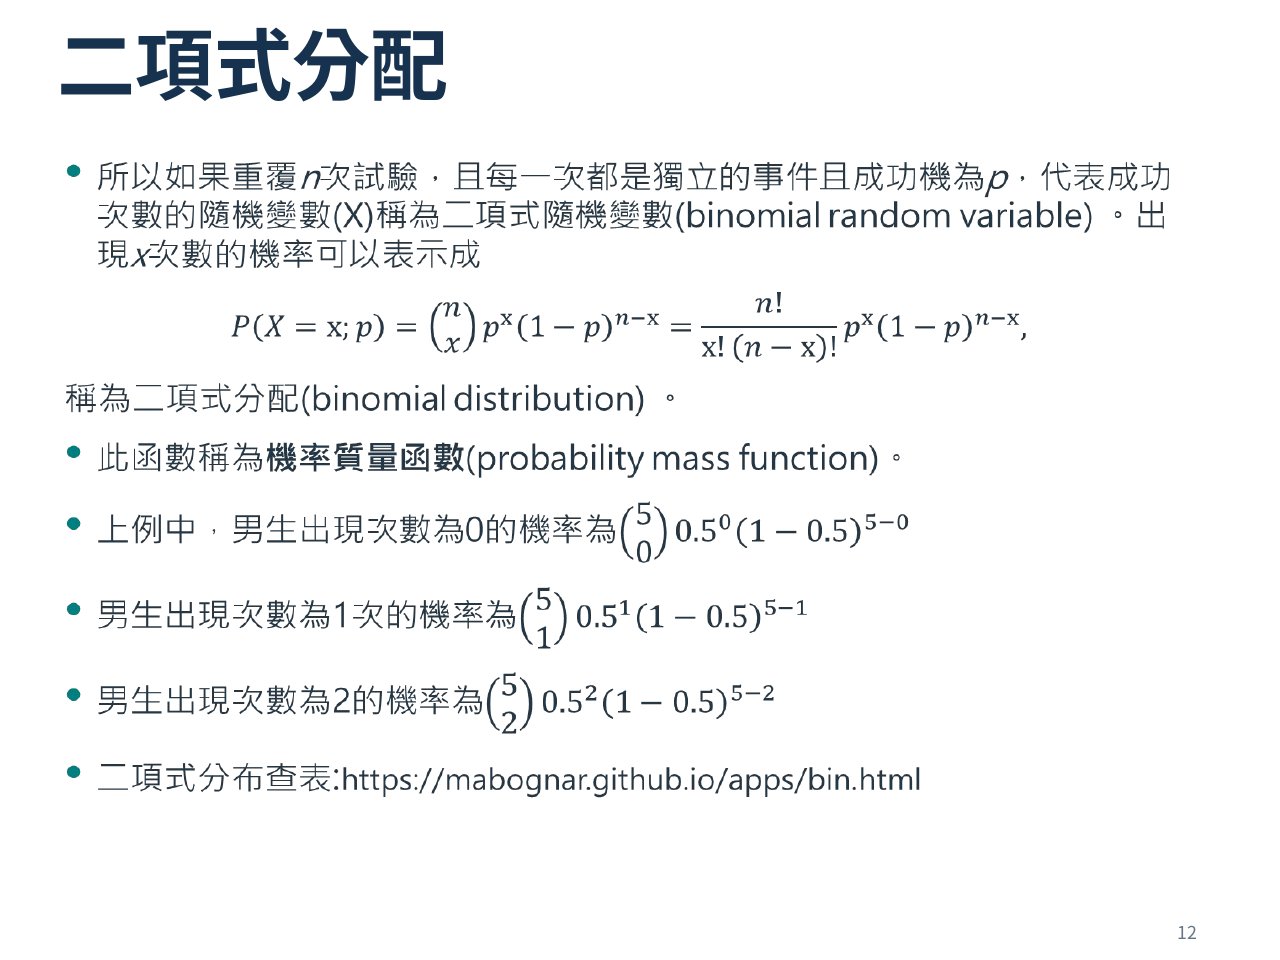 二項式分配
• 所以如果重覆n次試驗，且每一次都是獨立的事件且成功機為p，代表成功
次數的隨機變數(X)稱為二項式隨機變數(binomial random variable) 。出
現x次數的機率可以表示成
P(X = x; p) = \binom{n}{x} p^x (1 − p)^{n−x} = \frac{n!}{x! (n − x)!} p^x (1 − p)^{n−x},
稱為二項式分配(binomial distribution) 。
• 此函數稱為機率質量函數(probability mass function)。
• 上例中，男生出現次數為0的機率為\binom{5}{0} 0.5^0 (1 − 0.5)^{5−0}
• 男生出現次數為1次的機率為\binom{5}{1} 0.5^1 (1 − 0.5)^{5−1}
• 男生出現次數為2的機率為\binom{5}{2} 0.5^2 (1 − 0.5)^{5−2}
• 二項式分布查表:https://mabognar.github.io/apps/bin.html
12